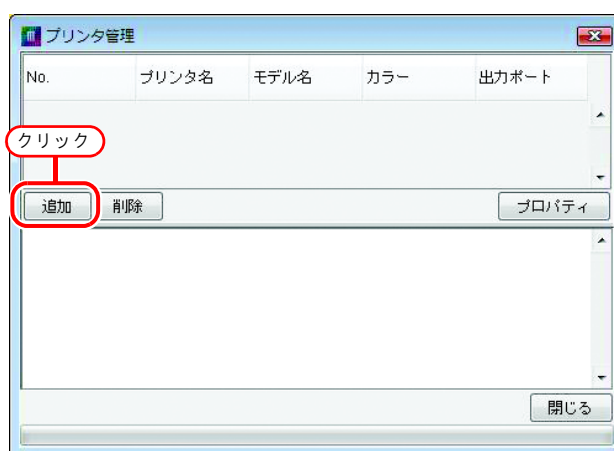 プリンタ管理
No. プリンタ名 モデル名 カラー 出力ポート
クリック
追加 削除 プロパティ
閉じる